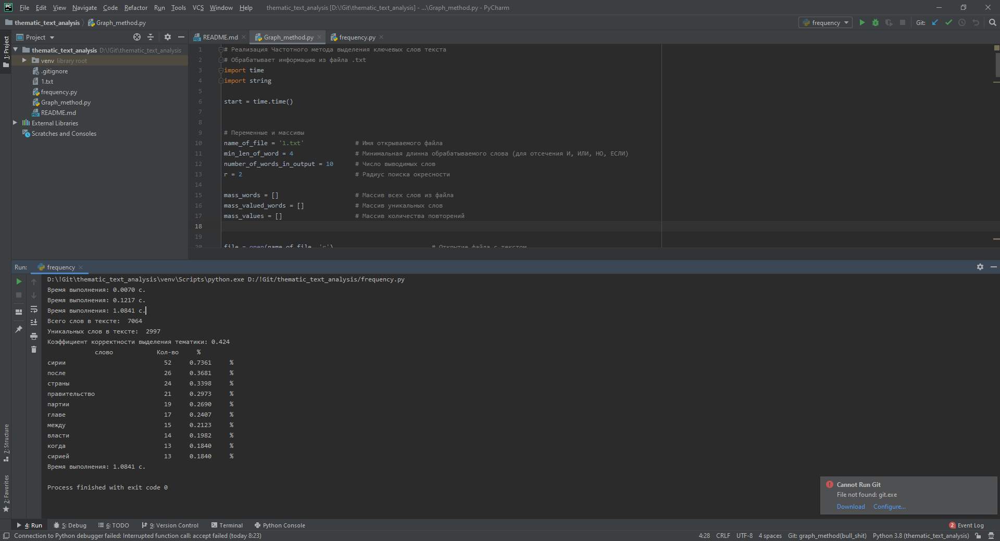 PC File Edit View Navigate Code Refactor Run Tools VCS Window Help thematic_text_analysis [D:\!Git\thematic_text_analysis] - ...\Graph_method.py - PyCharm
thematic_text_analysis Graph_method.py frequency Git:
1: Project
Project README.md Graph_method.py frequency.py
thematic_text_analysis D:\!Git\thematic_text_analysis
venv library root
.gitignore
1.txt
frequency.py
Graph_method.py
README.md
External Libraries
Scratches and Consoles
1 # Реализация Частотного метода выделения ключевых слов текста
2 # Обрабатывает информацию из файла .txt
3 import time
4 import string
5
6 start = time.time()
7
8
9 # Переменные и массивы
10 name_of_file = '1.txt' # Имя открываемого файла
11 min_len_of_word = 4 # Минимальная длинна обрабатываемого слова (для отсечения И, ИЛИ, НО, ЕСЛИ)
12 number_of_words_in_output = 10 # Число выводимых слов
13 r = 2 # Радиус поиска окресности
14
15 mass_words = [] # Массив всех слов из файла
16 mass_valued_words = [] # Массив уникальных слов
17 mass_values = [] # Массив количества повторений
18
19
20 file = open(name_of_file, 'r') # Открытие файла с текстом
Run: frequency
D:\!Git\thematic_text_analysis\venv\Scripts\python.exe D:/!Git/thematic_text_analysis/frequency.py
Время выполнения: 0.0070 с.
Время выполнения: 0.1217 с.
Время выполнения: 1.0841 с.
Всего слов в тексте: 7064
Уникальных слов в тексте: 2997
Коэффициент корректности выделения тематики: 0.424
слово Кол-во %
сирии 52 0.7361 %
после 26 0.3681 %
страны 24 0.3398 %
правительство 21 0.2973 %
партии 19 0.2690 %
главе 17 0.2407 %
между 15 0.2123 %
власти 14 0.1982 %
когда 13 0.1840 %
сирией 13 0.1840 %
Время выполнения: 1.0841 с.
Process finished with exit code 0
7: Structure
2: Favorites
Cannot Run Git
File not found: git.exe
Download Configure...
4: Run 5: Debug 6: TODO 9: Version Control Terminal Python Console 2 Event Log
Connection to Python debugger failed: Interrupted function call: accept failed (today 8:23) 4:28 CRLF UTF-8 4 spaces Git: graph_method(bull_shit) Python 3.8 (thematic_text_analysis)